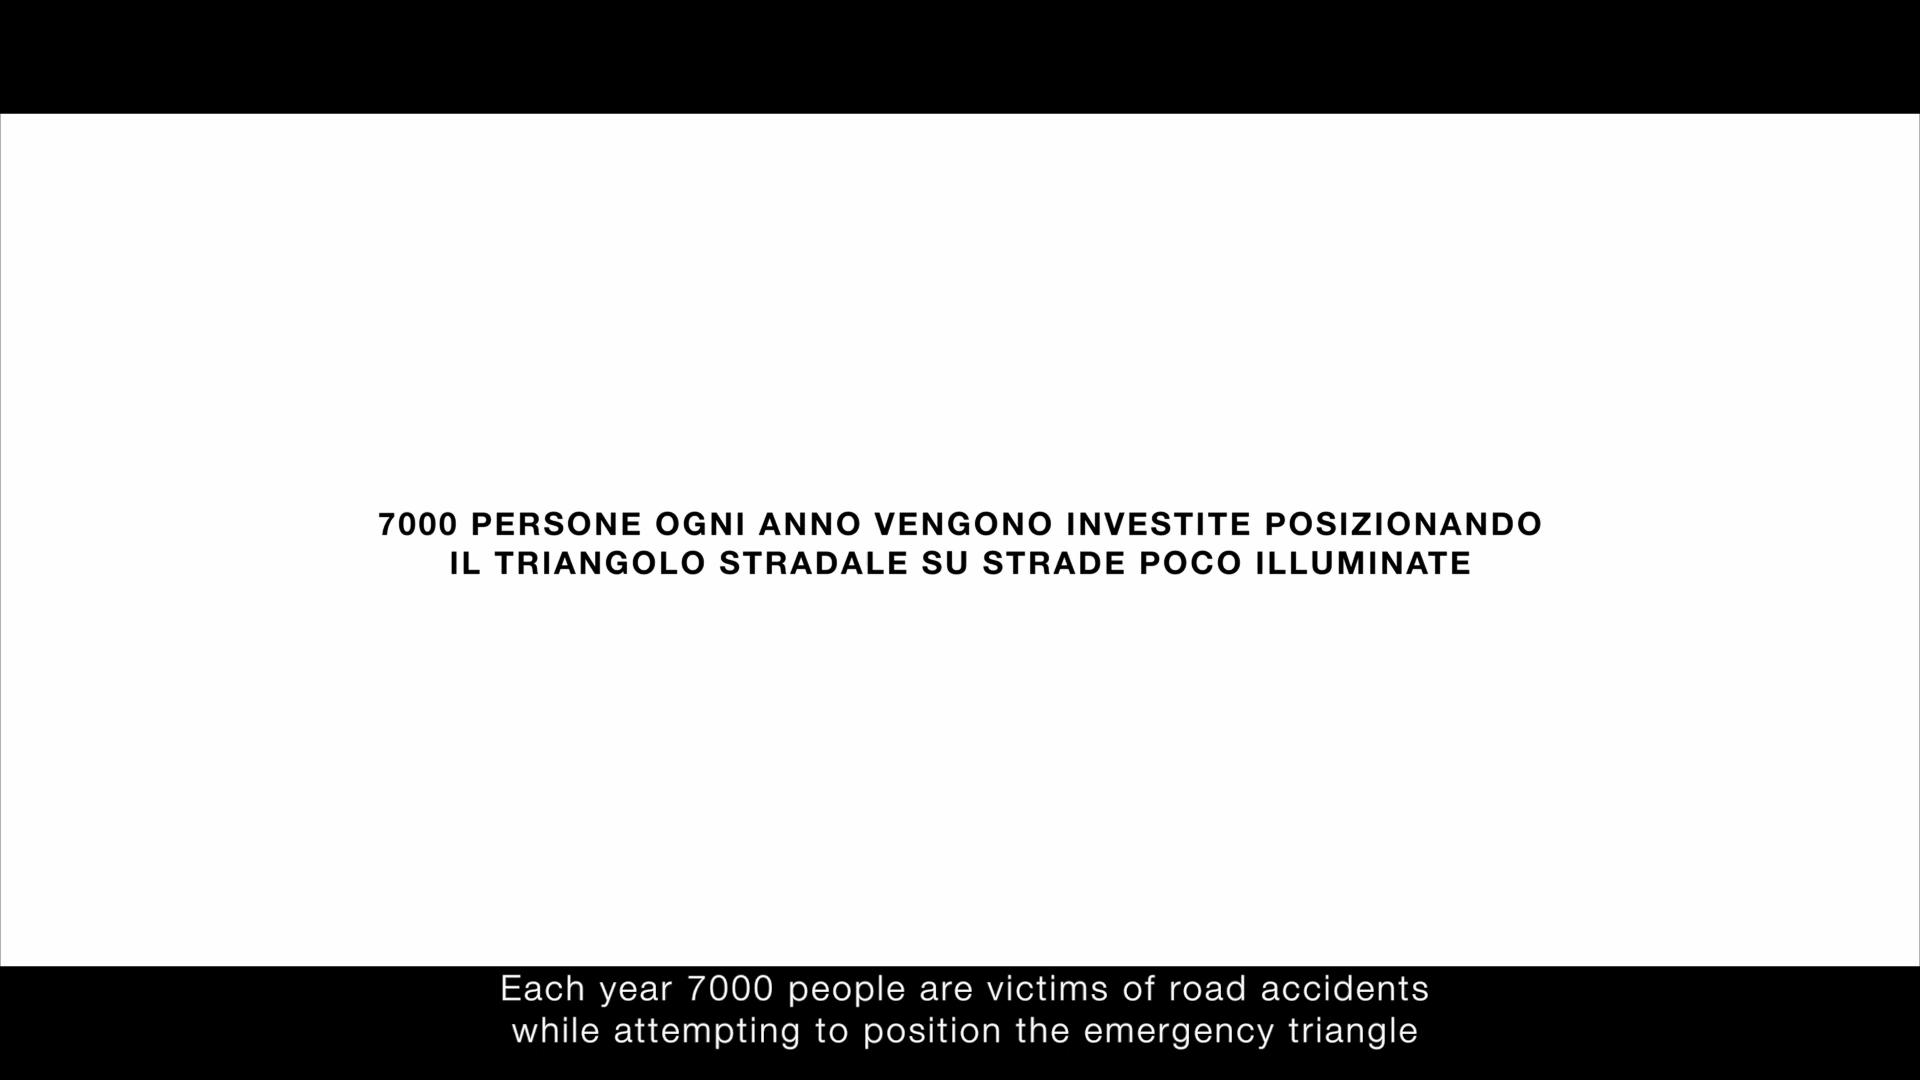 7000 PERSONE OGNI ANNO VENGONO INVESTITE POSIZIONANDO
IL TRIANGOLO STRADALE SU STRADE POCO ILLUMINATE
Each year 7000 people are victims of road accidents
while attempting to position the emergency triangle